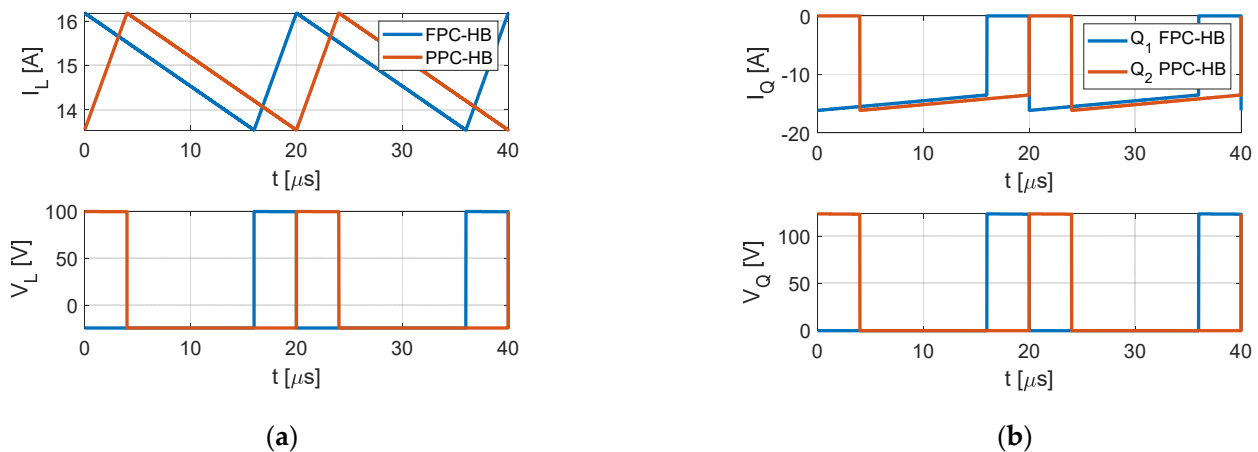 I_L [A]
16
15
14
FPC-HB
PPC-HB
0 10 20 30 40
t [μs]
V_L [V]
100
50
0
0 10 20 30 40
t [μs]
(a)
I_Q [A]
0
-10
-20
Q_1 FPC-HB
Q_2 PPC-HB
0 10 20 30 40
t [μs]
V_Q [V]
100
50
0
0 10 20 30 40
t [μs]
(b)